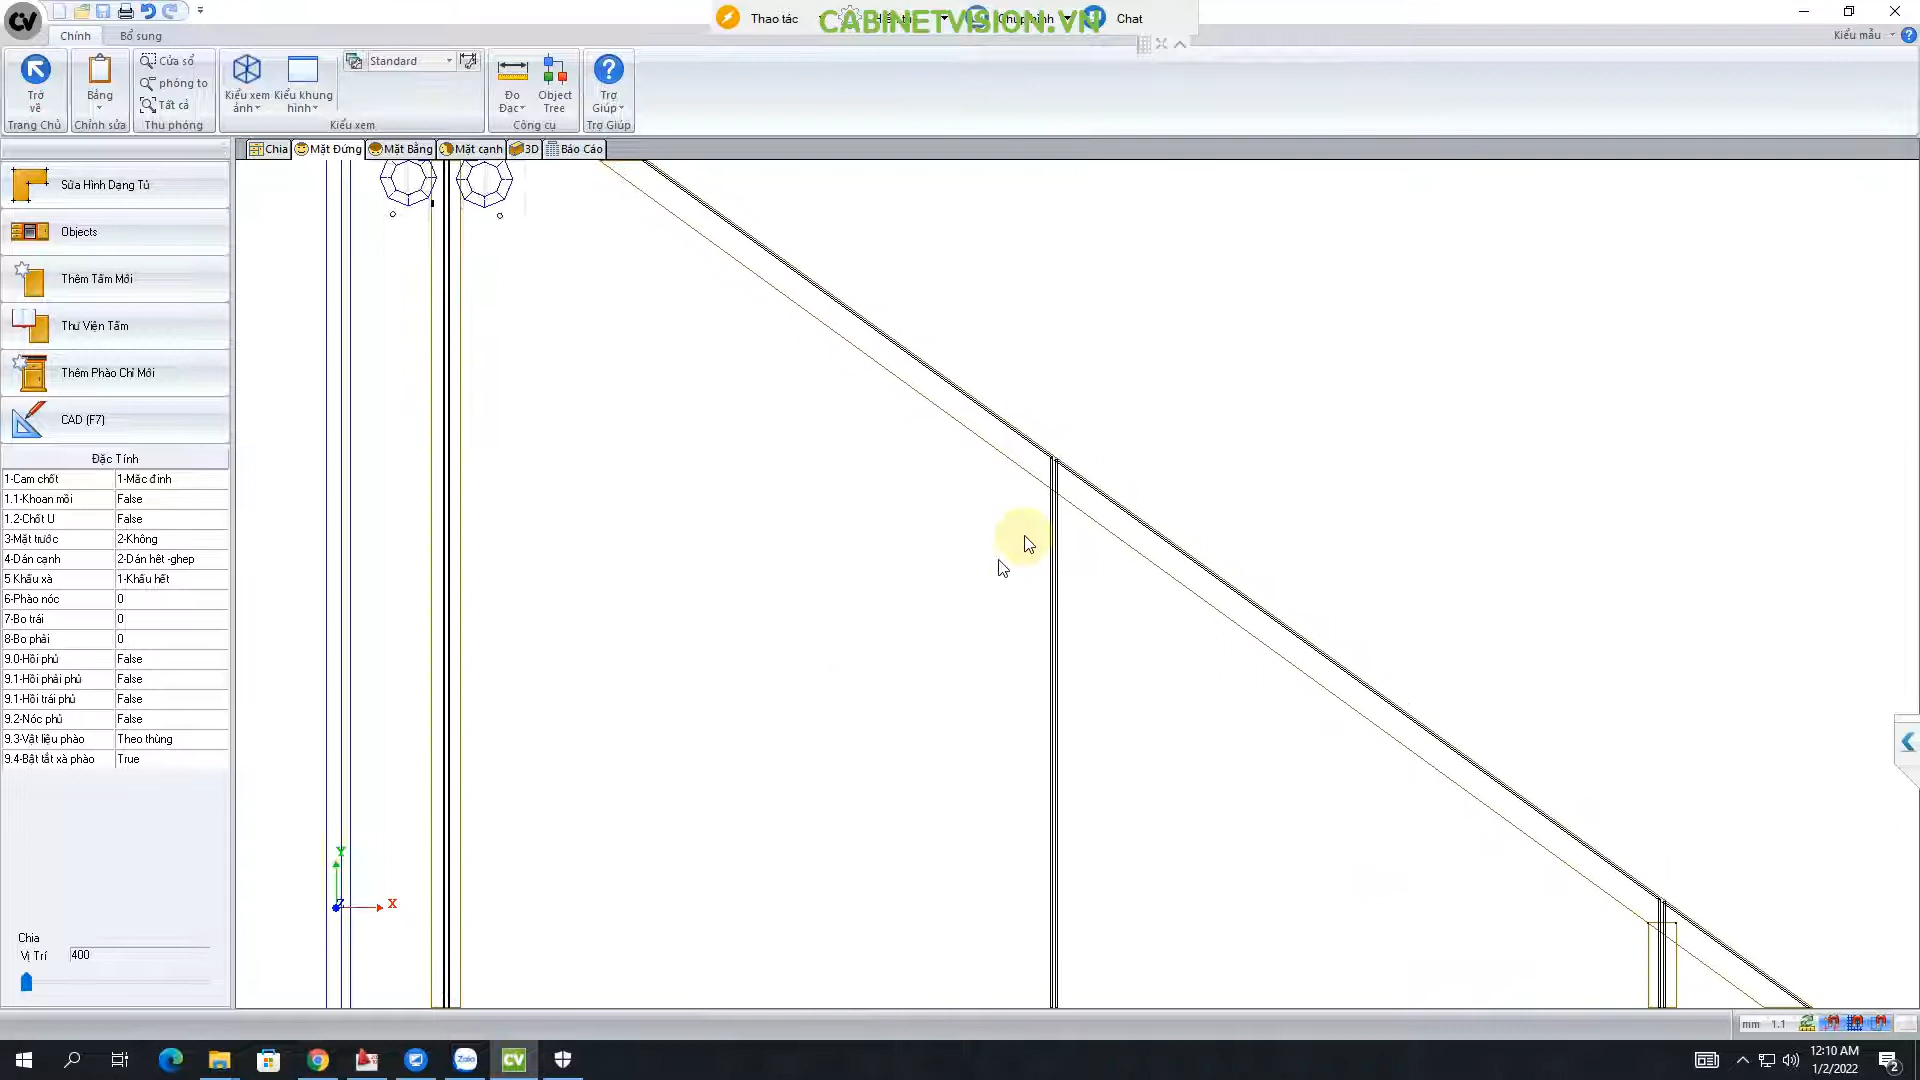 Thao tác
CABINETVISION.VN
Chụp hình
Chat
Chính
Bổ sung
Kiểu mẫu
Trở về
Trang Chủ
Bảng
Chỉnh sửa
Cửa sổ
phóng to
Tất cả
Thu phóng
Kiểu xem ảnh
Kiểu khung hình
Standard
Kiểu xem
Đo Đạc
Object Tree
Công cụ
Trợ Giúp
Trợ Giúp
Chia
Mặt Đứng
Mặt Bằng
Mặt cạnh
3D
Báo Cáo
Sửa Hình Dạng Tủ
Objects
Thêm Tấm Mới
Thư Viện Tấm
Thêm Phào Chỉ Mới
CAD (F7)
Đặc Tính
1-Cam chốt 1-Mặc định
1.1-Khoan mồi False
1.2-Chốt U False
3-Mặt trước 2-Không
4-Dán cạnh 2-Dán hết -ghep
5 Khấu xà 1-Khấu hết
6-Phào nóc 0
7-Bo trái 0
8-Bo phải 0
9.0-Hồi phủ False
9.1-Hồi phải phủ False
9.1-Hồi trái phủ False
9.2-Nóc phủ False
9.3-Vật liệu phào Theo thùng
9.4-Bật tắt xà phào True
Y
Z
X
Chia
Vị Trí 400
mm 1.1
Zalo
CV
12:10 AM
1/2/2022
2